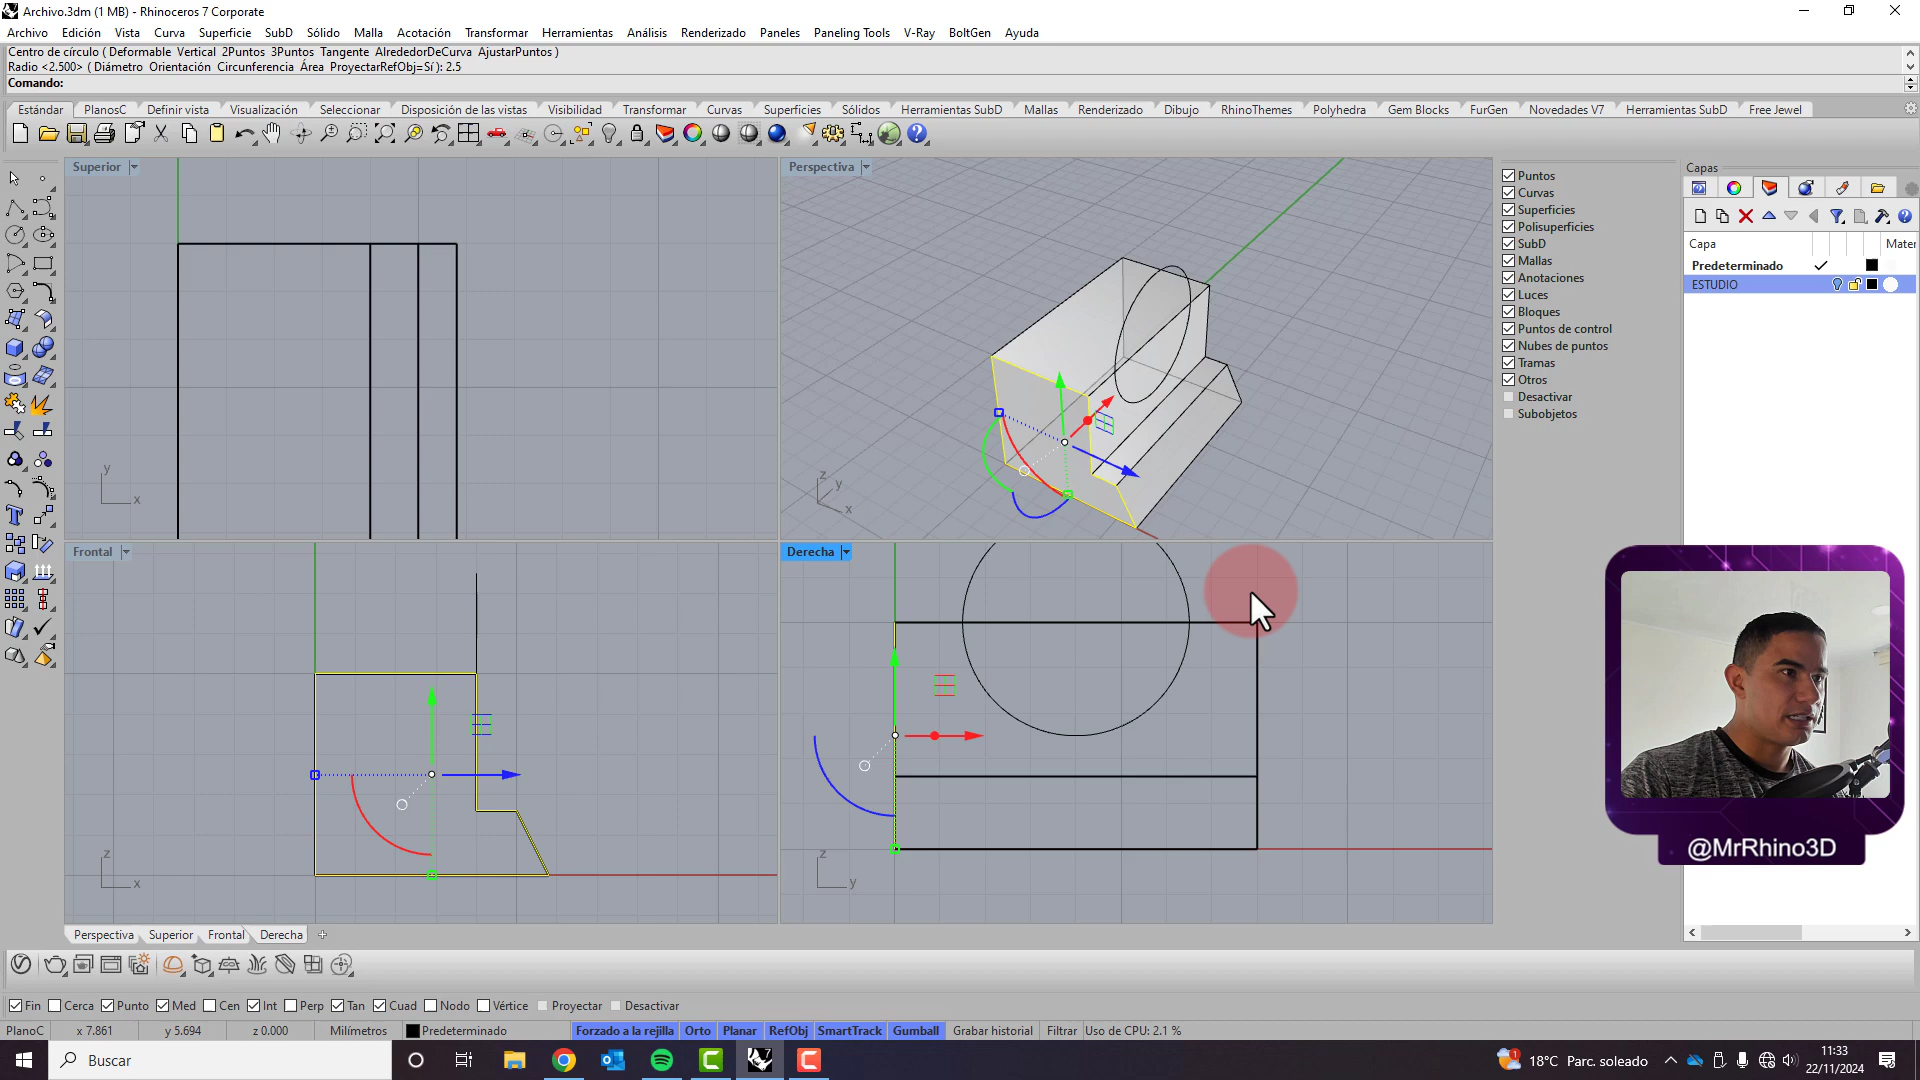 Archivo.3dm (1 MB) - Rhinoceros 7 Corporate
Archivo Edición Vista Curva Superficie SubD Sólido Malla Acotación Transformar Herramientas Análisis Renderizado Paneles Paneling Tools V-Ray BoltGen Ayuda
Centro de círculo ( Deformable Vertical 2Puntos 3Puntos Tangente AlrededorDeCurva AjustarPuntos )
Radio <2.500> ( Diámetro Orientación Circunferencia Área ProyectarRefObj=Sí ): 2.5
Comando:
Estándar PlanosC Definir vista Visualización Seleccionar Disposición de las vistas Visibilidad Transformar Curvas Superficies Sólidos Herramientas SubD Mallas Renderizado Dibujo RhinoThemes Polyhedra Gem Blocks FurGen Novedades V7 Herramientas SubD Free Jewel
Superior
y
x
Perspectiva
z
y
x
Frontal
z
x
Derecha
z
y
Puntos
Curvas
Superficies
Polisuperficies
SubD
Mallas
Anotaciones
Luces
Bloques
Puntos de control
Nubes de puntos
Tramas
Otros
Desactivar
Subobjetos
Capas
Capa Mater
Predeterminado
ESTUDIO
@MrRhino3D
Perspectiva Superior Frontal Derecha
Fin Cerca Punto Med Cen Int Perp Tan Cuad Nodo Vértice Proyectar Desactivar
PlanoC x 7.861 y 5.694 z 0.000 Milímetros Predeterminado Forzado a la rejilla Orto Planar RefObj SmartTrack Gumball Grabar historial Filtrar Uso de CPU: 2.1 %
Buscar
1
18°C Parc. soleado
11:33
22/11/2024